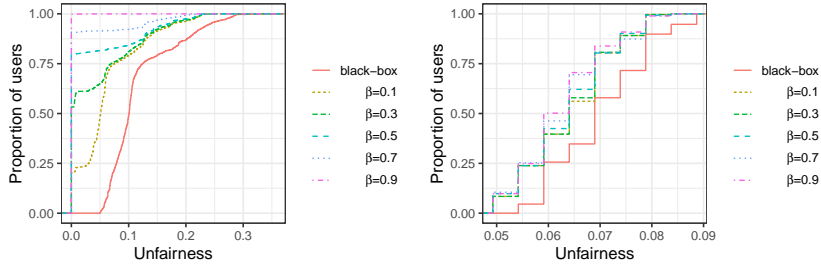 Proportion of users
1.00
0.75
0.50
0.25
0.00
0.0
0.1
0.2
0.3
Unfairness
black−box
β=0.1
β=0.3
β=0.5
β=0.7
β=0.9
Proportion of users
1.00
0.75
0.50
0.25
0.00
0.05
0.06
0.07
0.08
0.09
Unfairness
black−box
β=0.1
β=0.3
β=0.5
β=0.7
β=0.9